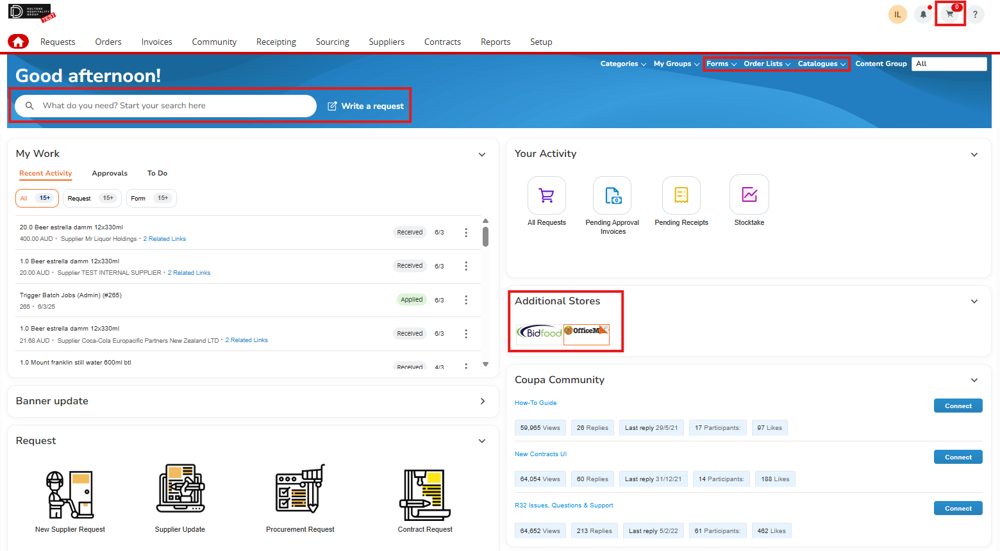 DOLTONE
HOSPITALITY
GROUP
TEST
IL
0
?
Requests
Orders
Invoices
Community
Receipting
Sourcing
Suppliers
Contracts
Reports
Setup
Good afternoon!
Categories
My Groups
Forms
Order Lists
Catalogues
Content Group
All
What do you need? Start your search here
Write a request
My Work
Recent Activity
Approvals
To Do
All 15+
Request 15+
Form 15+
20.0 Beer estrella damm 12x330ml
400.00 AUD · Supplier Mr Liquor Holdings · 2 Related Links
Received 6/3
1.0 Beer estrella damm 12x330ml
20.00 AUD · Supplier TEST INTERNAL SUPPLIER · 2 Related Links
Received 6/3
Trigger Batch Jobs (Admin) (#265)
265 · 6/3/25
Applied 6/3
1.0 Beer estrella damm 12x330ml
21.68 AUD · Supplier Coca-Cola Europacific Partners New Zealand LTD · 2 Related Links
Received 6/3
1.0 Mount franklin still water 600ml btl
Received 4/3
Banner update
Request
New Supplier Request
Supplier Update
Procurement Request
Contract Request
Your Activity
All Requests
Pending Approval
Invoices
Pending Receipts
Stocktake
Additional Stores
Bidfood
OfficeM
Coupa Community
How-To Guide
Connect
59,965 Views
26 Replies
Last reply 29/5/21
17 Participants:
97 Likes
New Contracts UI
Connect
64,054 Views
60 Replies
Last reply 31/12/21
14 Participants:
188 Likes
R32 Issues, Questions & Support
Connect
64,652 Views
213 Replies
Last reply 5/2/22
61 Participants:
462 Likes